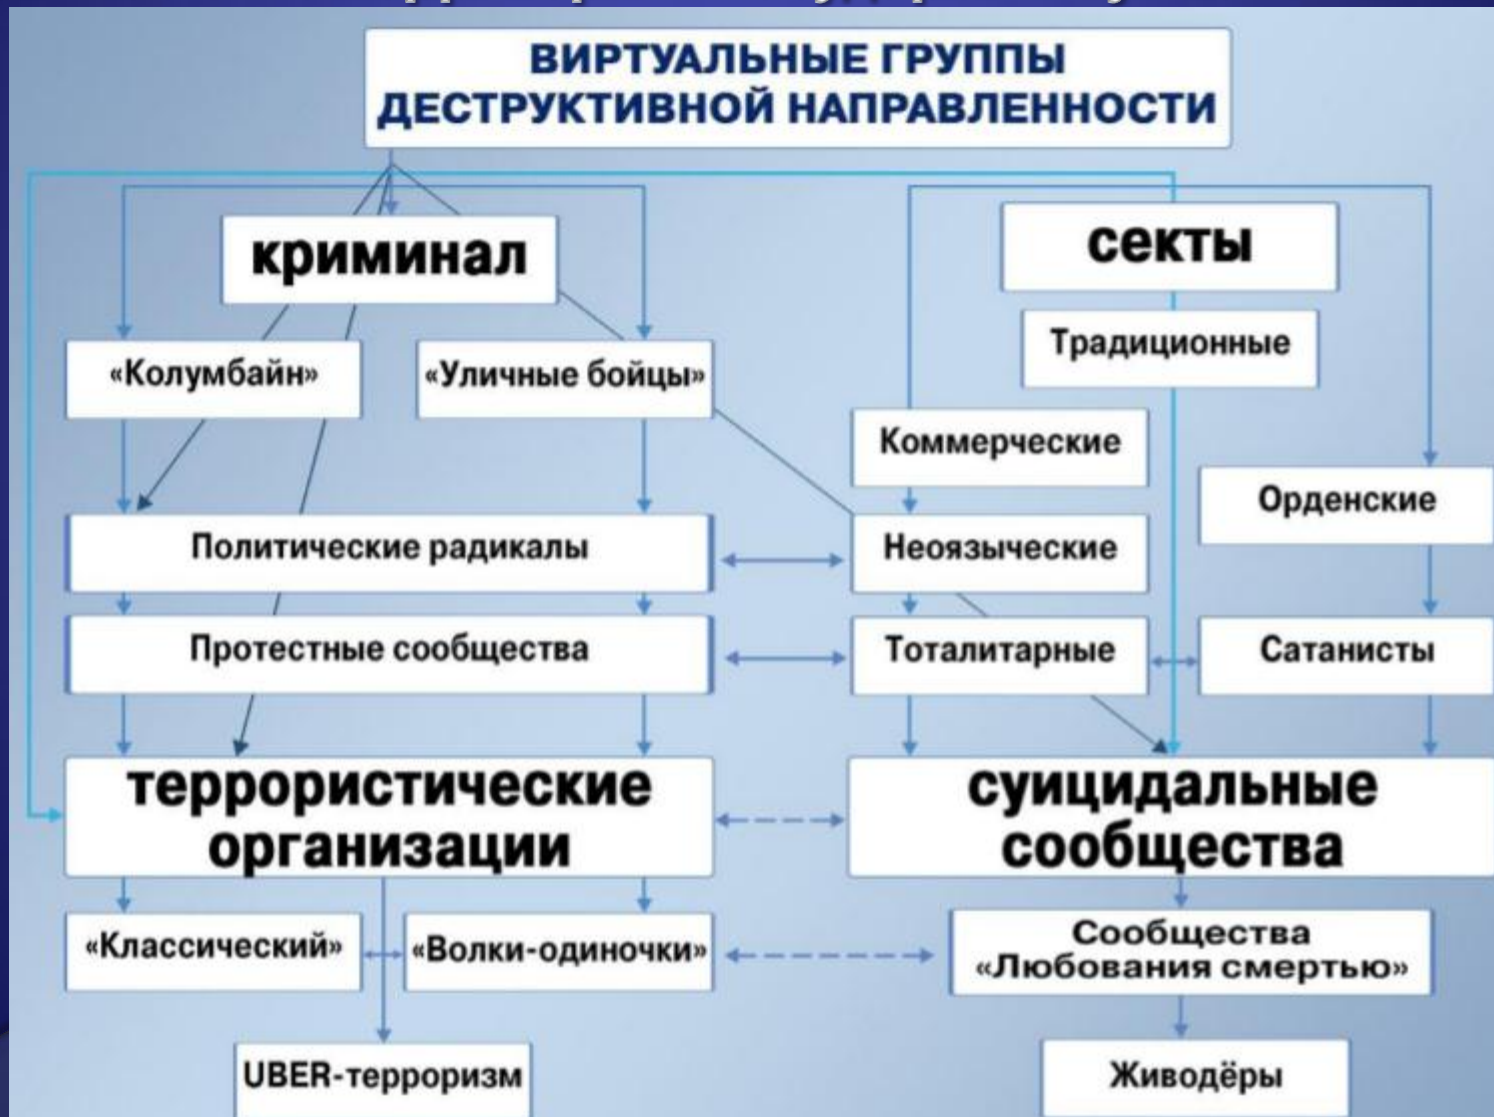 ВИРТУАЛЬНЫЕ ГРУППЫ
ДЕСТРУКТИВНОЙ НАПРАВЛЕННОСТИ
криминал
секты
Традиционные
«Колумбайн»
«Уличные бойцы»
Коммерческие
Орденские
Политические радикалы
Неоязыческие
Протестные сообщества
Тоталитарные
Сатанисты
террористические
организации
суицидальные
сообщества
«Классический»
«Волки-одиночки»
Сообщества
«Любования смертью»
UBER-терроризм
Живодёры